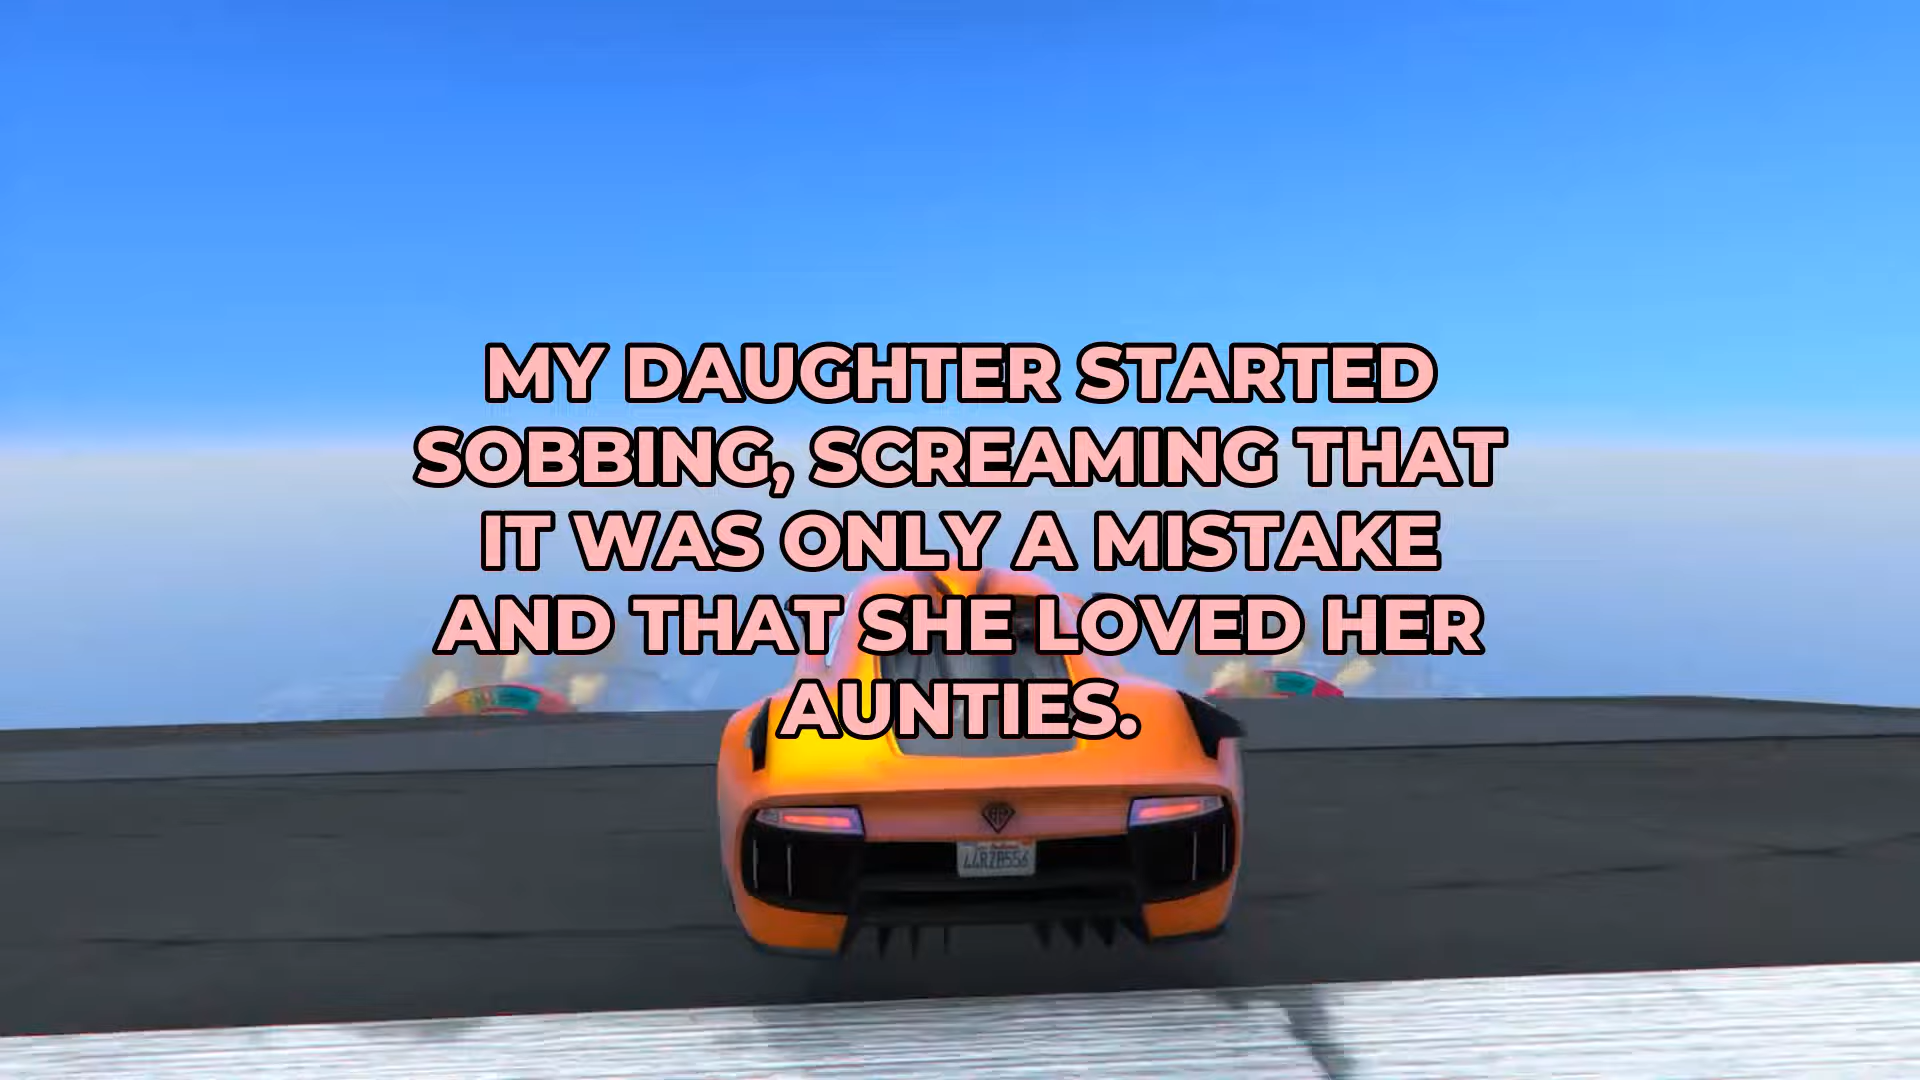 MY DAUGHTER STARTED
SOBBING, SCREAMING THAT
IT WAS ONLY A MISTAKE
AND THAT SHE LOVED HER
AUNTIES.